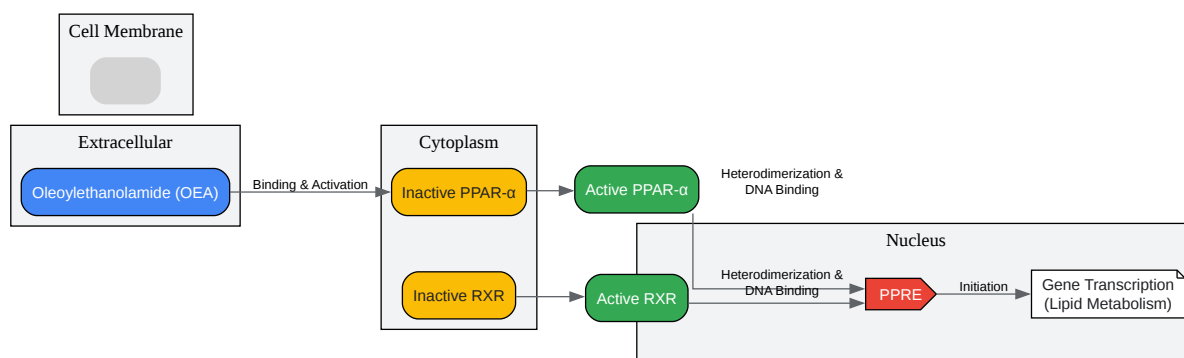 Cell Membrane
Extracellular
Oleoylethanolamide (OEA)
Binding & Activation
Cytoplasm
Inactive PPAR-α
Inactive RXR
Active PPAR-α
Heterodimerization &
DNA Binding
Nucleus
Active RXR
Heterodimerization &
DNA Binding
PPRE
Initiation
Gene Transcription
(Lipid Metabolism)